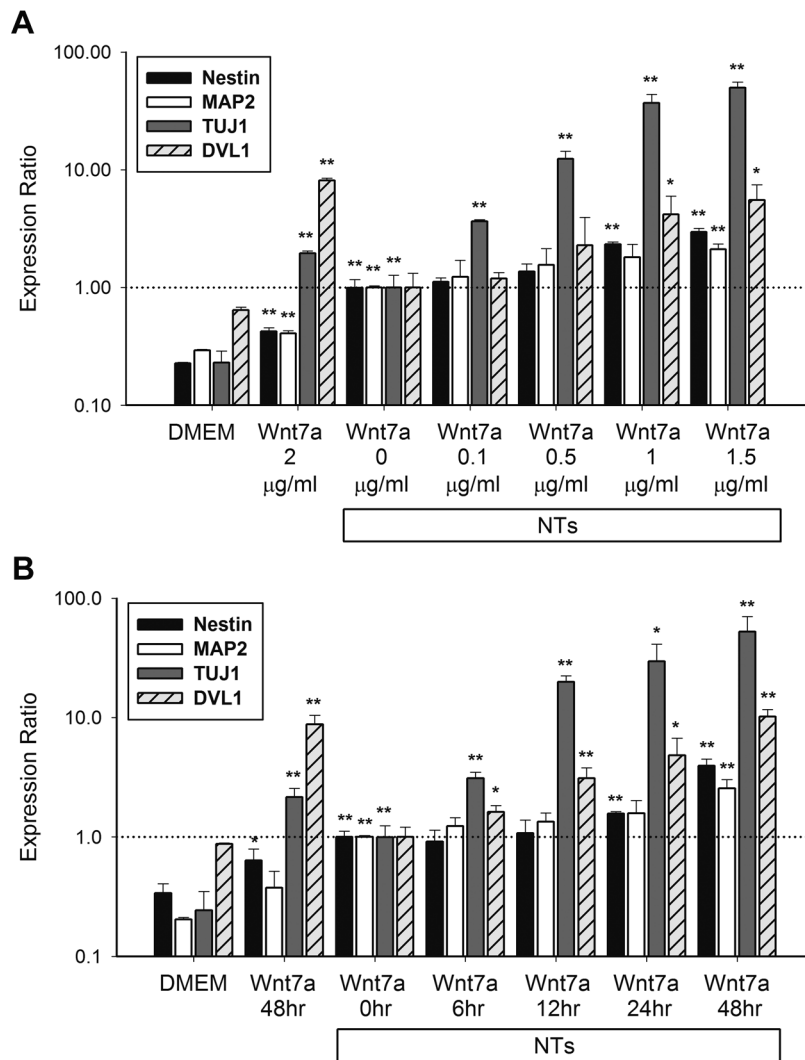 A
100.00
10.00
1.00
0.10
Expression Ratio
Nestin
MAP2
TUJ1
DVL1
** ** ** **
** ** **
**
**
** ** *
** ** ** *
DMEM Wnt7a Wnt7a Wnt7a Wnt7a Wnt7a Wnt7a
2 0 0.1 0.5 1 1.5
μg/ml μg/ml μg/ml μg/ml μg/ml μg/ml
NTs
B
100.0
10.0
1.0
0.1
Expression Ratio
Nestin
MAP2
TUJ1
DVL1
* ** **
** ** **
** *
** **
** * *
** ** ** **
DMEM Wnt7a Wnt7a Wnt7a Wnt7a Wnt7a Wnt7a
48hr 0hr 6hr 12hr 24hr 48hr
NTs